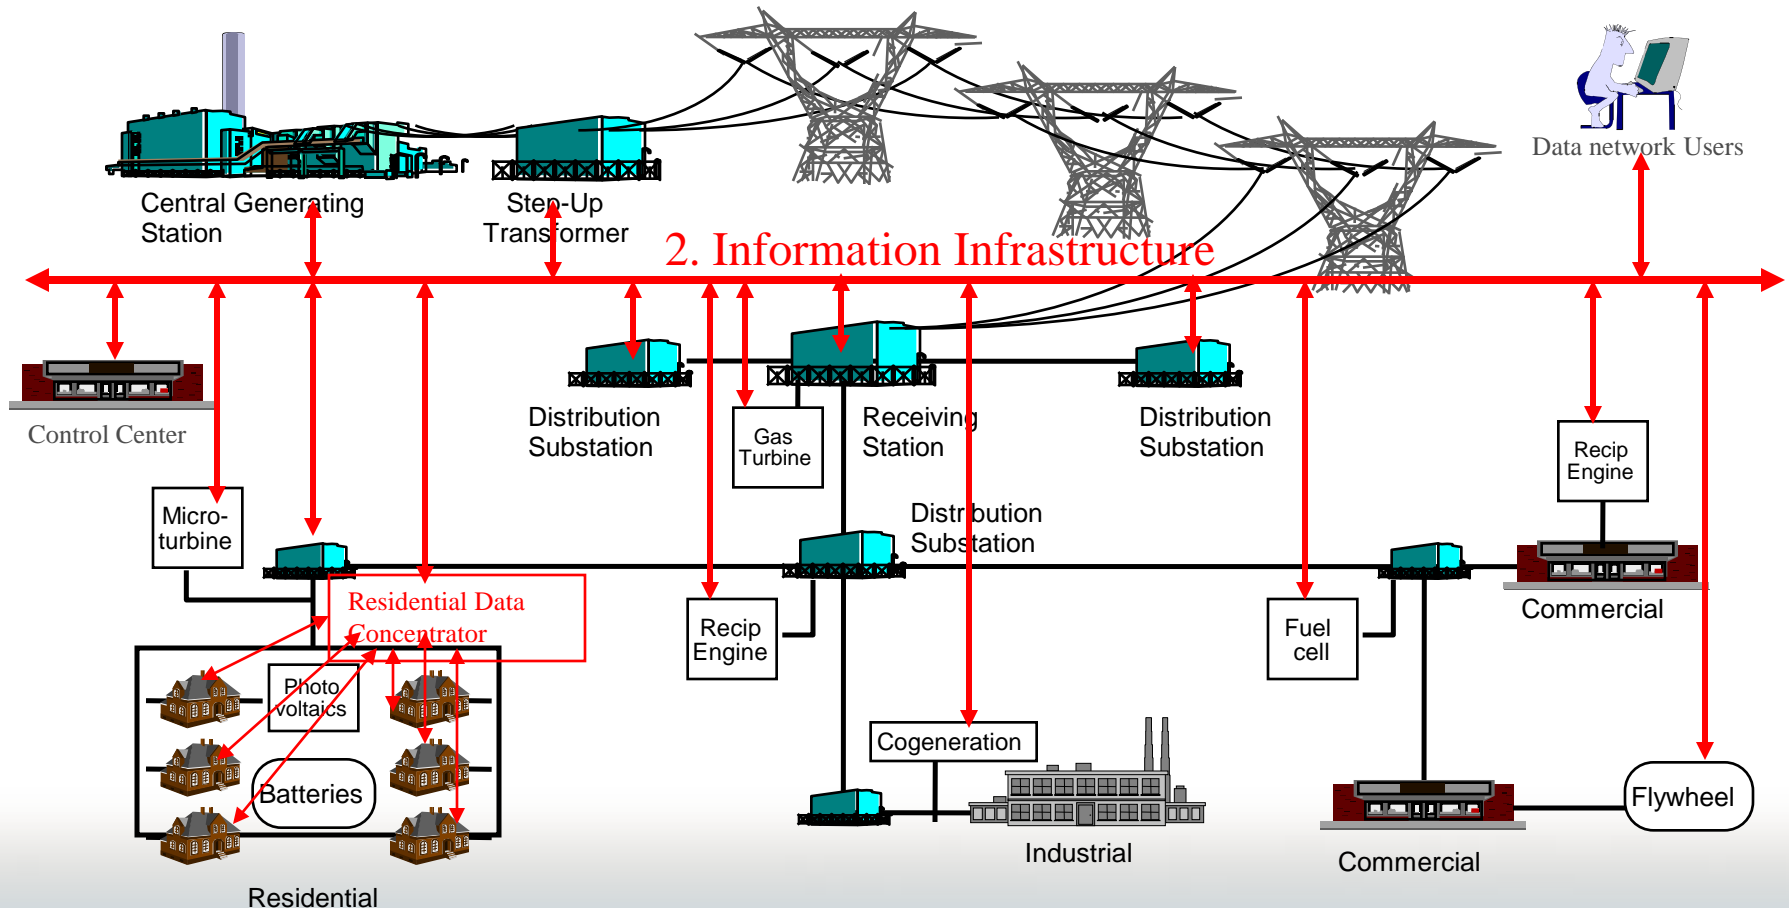 Data network Users
Central Generating
Station
Step-Up
Transformer
2. Information Infrastructure
Control Center
Distribution
Substation
Gas
Turbine
Receiving
Station
Distribution
Substation
Recip
Engine
Micro-
turbine
Distribution
Substation
Residential Data
Concentrator
Recip
Engine
Fuel
cell
Commercial
Photo
voltaics
Batteries
Cogeneration
Flywheel
Industrial
Commercial
Residential